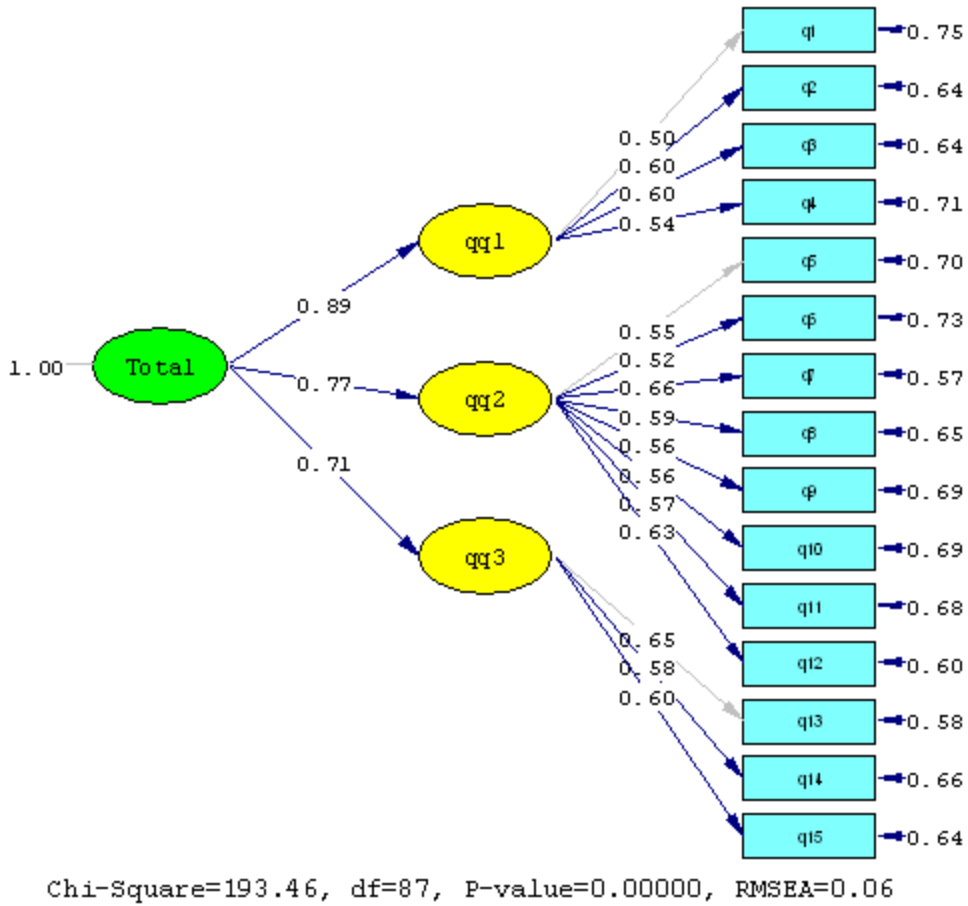 q1
0.75
q2
0.64
0.50
0.60
q3
0.64
0.60
0.54
q4
0.71
qq1
q5
0.70
0.89
0.55
q6
0.73
0.52
1.00
Total
0.77
0.66
q7
0.57
qq2
0.59
q8
0.65
0.56
0.71
0.56
q9
0.69
0.57
0.63
q10
0.69
qq3
q11
0.68
0.65
q12
0.60
0.58
0.60
q13
0.58
q14
0.66
q15
0.64
Chi-Square=193.46, df=87, P-value=0.00000, RMSEA=0.06